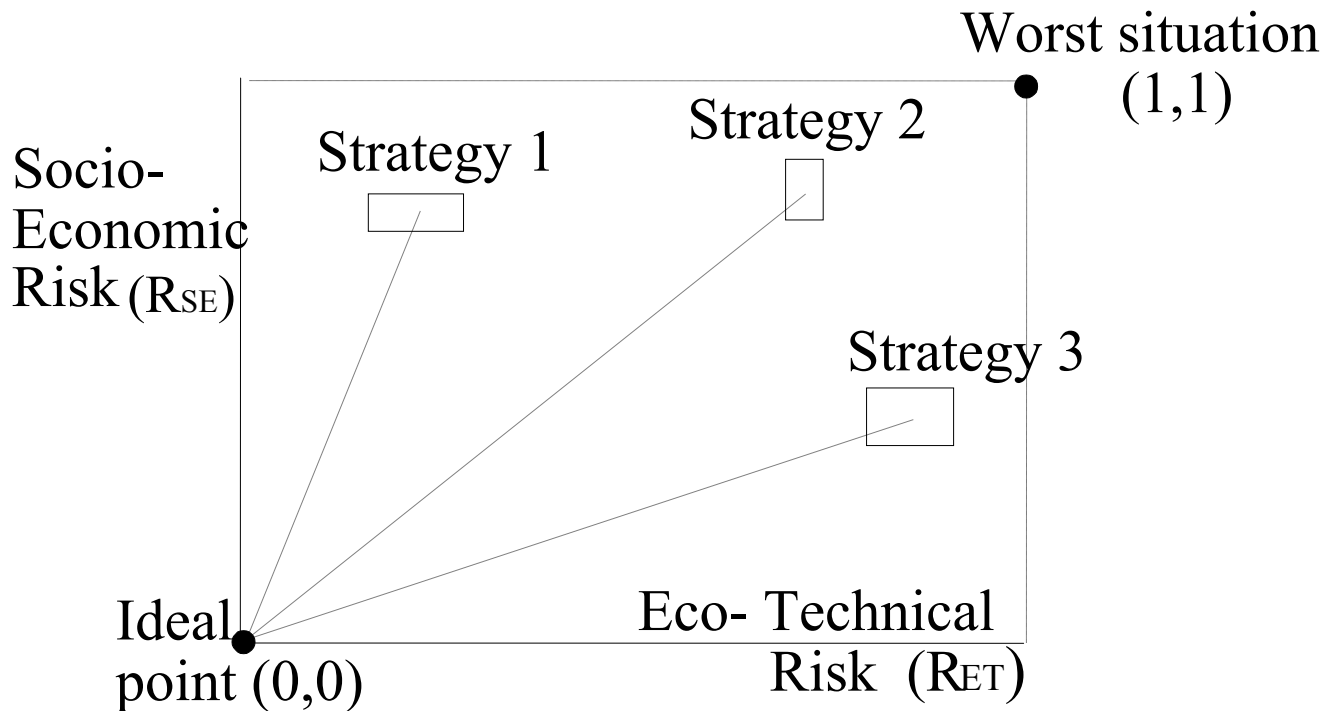 Worst situation
(1,1)
Strategy 2
Strategy 1
Socio-
Economic
Risk (RSE)
Strategy 3
Ideal
point (0,0)
Eco- Technical
Risk (RET)